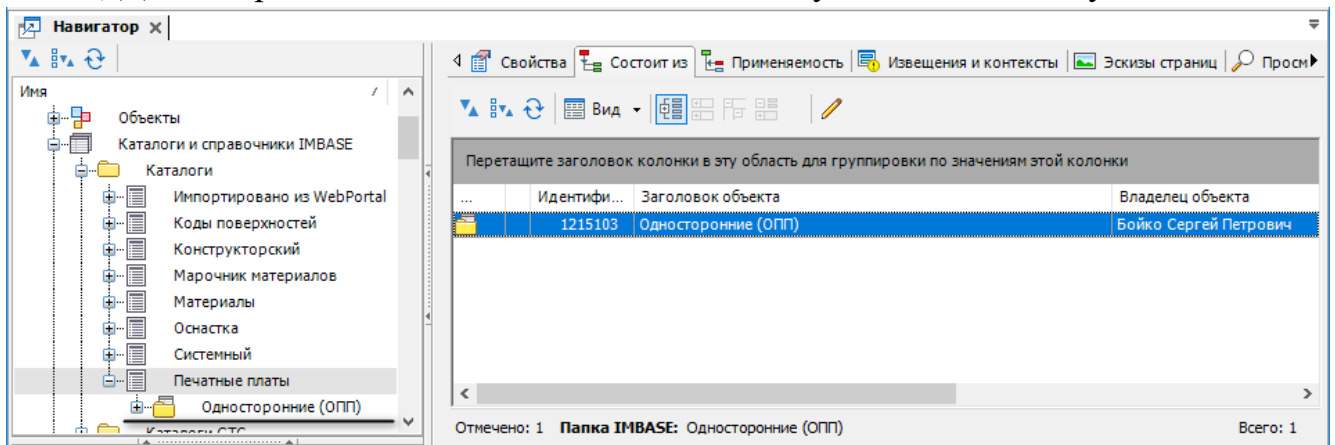 Навигатор
Имя
Объекты
Каталоги и справочники IMBASE
Каталоги
Импортировано из WebPortal
Коды поверхностей
Конструкторский
Марочник материалов
Материалы
Оснастка
Системный
Печатные платы
Односторонние (ОПП)
Каталоги СТС
Свойства Состоит из Применяемость Извещения и контексты Эскизы страниц Просм
Вид
Перетащите заголовок колонки в эту область для группировки по значениям этой колонки
... Идентифи... Заголовок объекта Владелец объекта
1215103 Односторонние (ОПП) Бойко Сергей Петрович
Отмечено: 1 Папка IMBASE: Односторонние (ОПП) Всего: 1